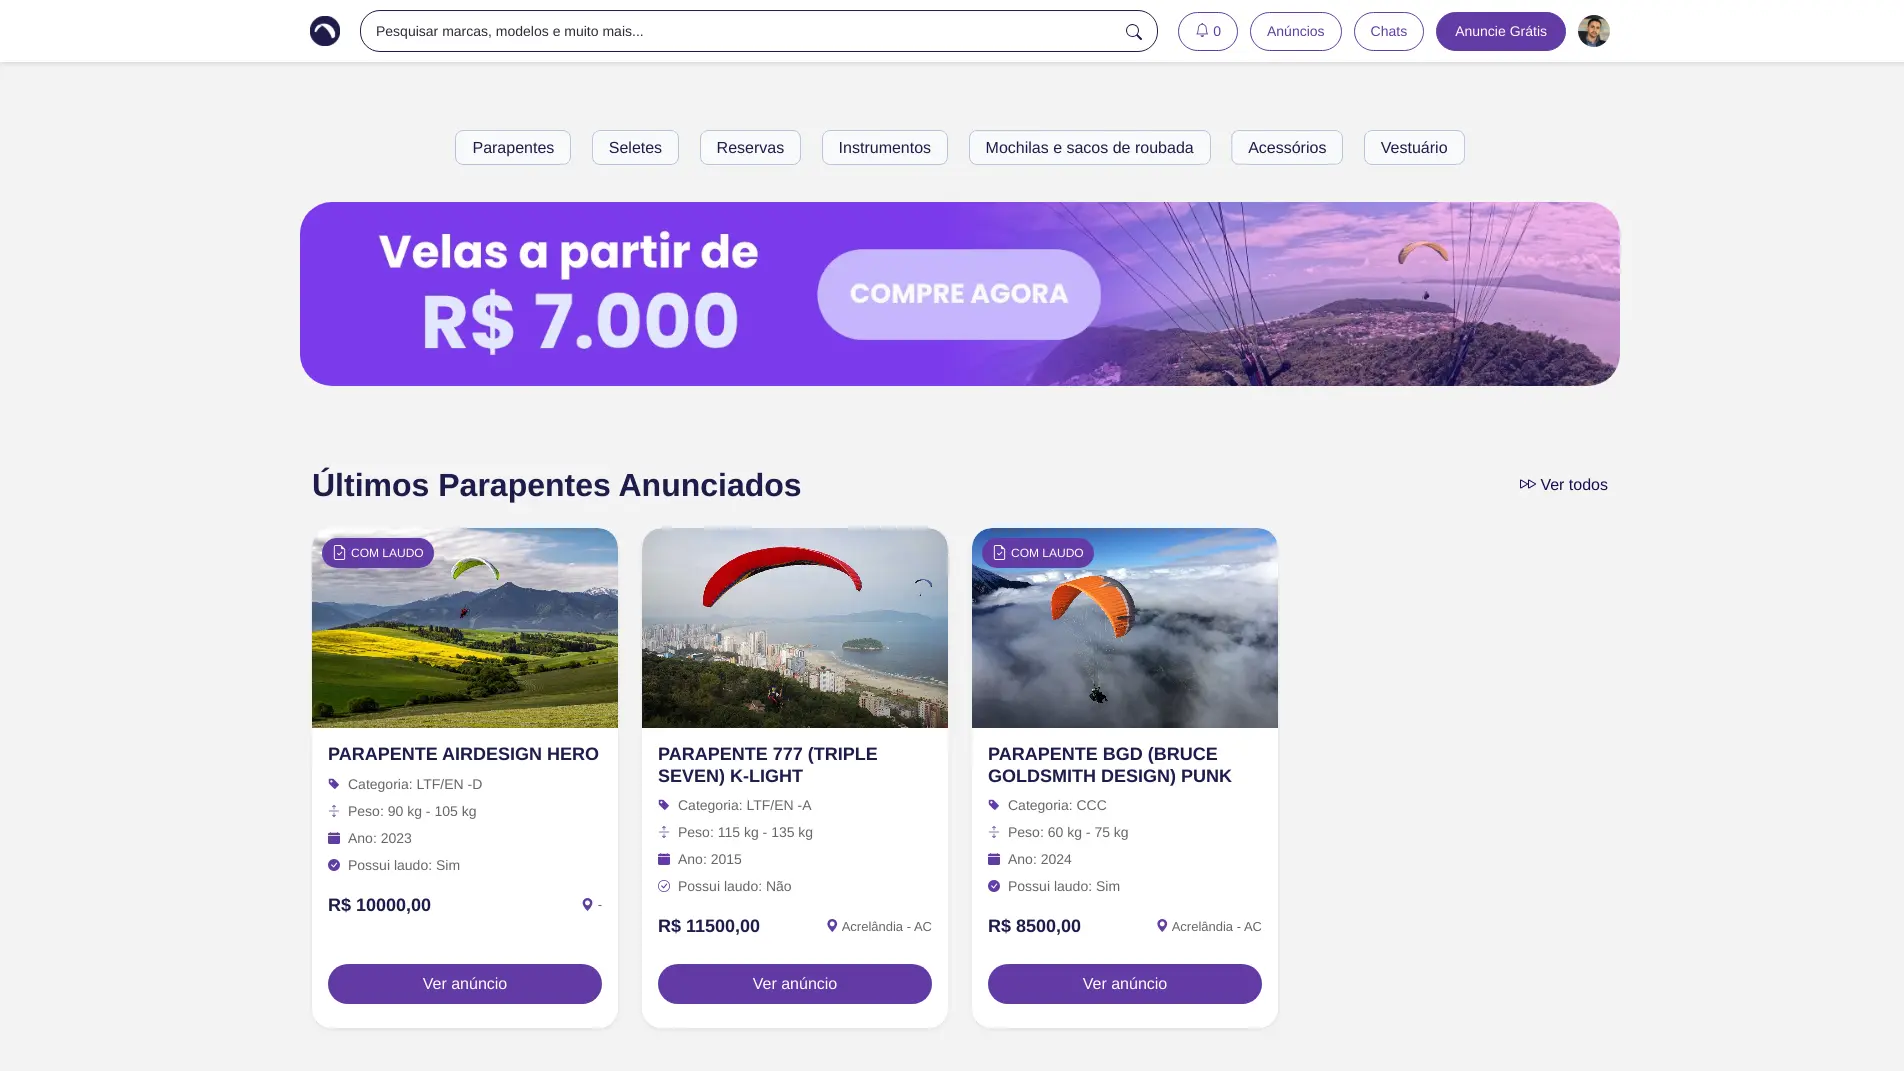 Pesquisar marcas, modelos e muito mais...
0
Anúncios
Chats
Anuncie Grátis
Parapentes
Seletes
Reservas
Instrumentos
Mochilas e sacos de roubada
Acessórios
Vestuário
Velas a partir de
R$ 7.000
COMPRE AGORA
Últimos Parapentes Anunciados
Ver todos
COM LAUDO
PARAPENTE AIRDESIGN HERO
Categoria: LTF/EN -D
Peso: 90 kg - 105 kg
Ano: 2023
Possui laudo: Sim
R$ 10000,00
-
Ver anúncio
PARAPENTE 777 (TRIPLE
SEVEN) K-LIGHT
Categoria: LTF/EN -A
Peso: 115 kg - 135 kg
Ano: 2015
Possui laudo: Não
R$ 11500,00
Acrelândia - AC
Ver anúncio
COM LAUDO
PARAPENTE BGD (BRUCE
GOLDSMITH DESIGN) PUNK
Categoria: CCC
Peso: 60 kg - 75 kg
Ano: 2024
Possui laudo: Sim
R$ 8500,00
Acrelândia - AC
Ver anúncio